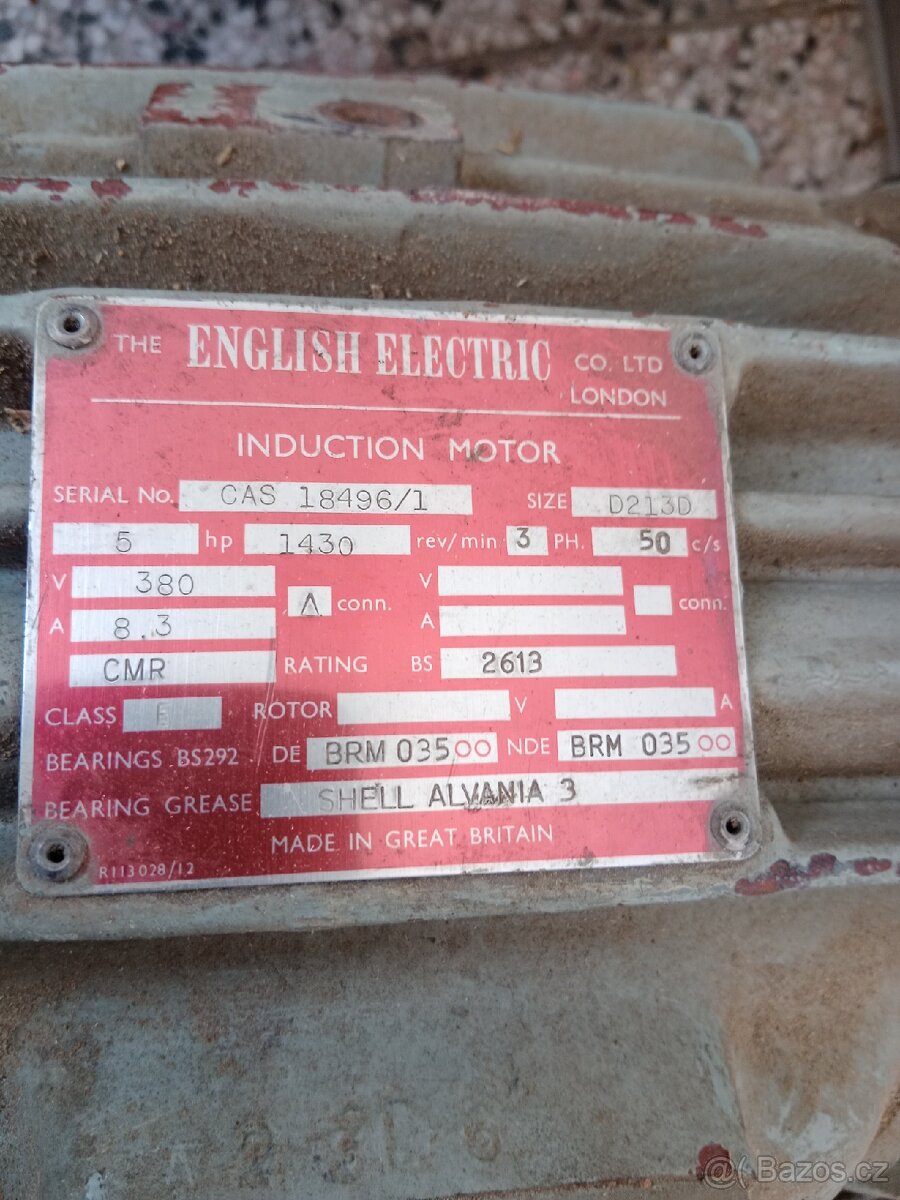 THE ENGLISH ELECTRIC CO. LTD
LONDON
INDUCTION MOTOR
SERIAL No. CAS 18496/1 SIZE D213D
5 hp 1430 rev/min 3 PH. 50 c/s
V 380 Λ conn. V conn.
A 8.3 A
CMR RATING BS 2613
CLASS E ROTOR V A
BEARINGS BS292 DE BRM 03500 NDE BRM 03500
BEARING GREASE SHELL ALVANIA 3
MADE IN GREAT BRITAIN
R113028/12
@( Bazos.cz